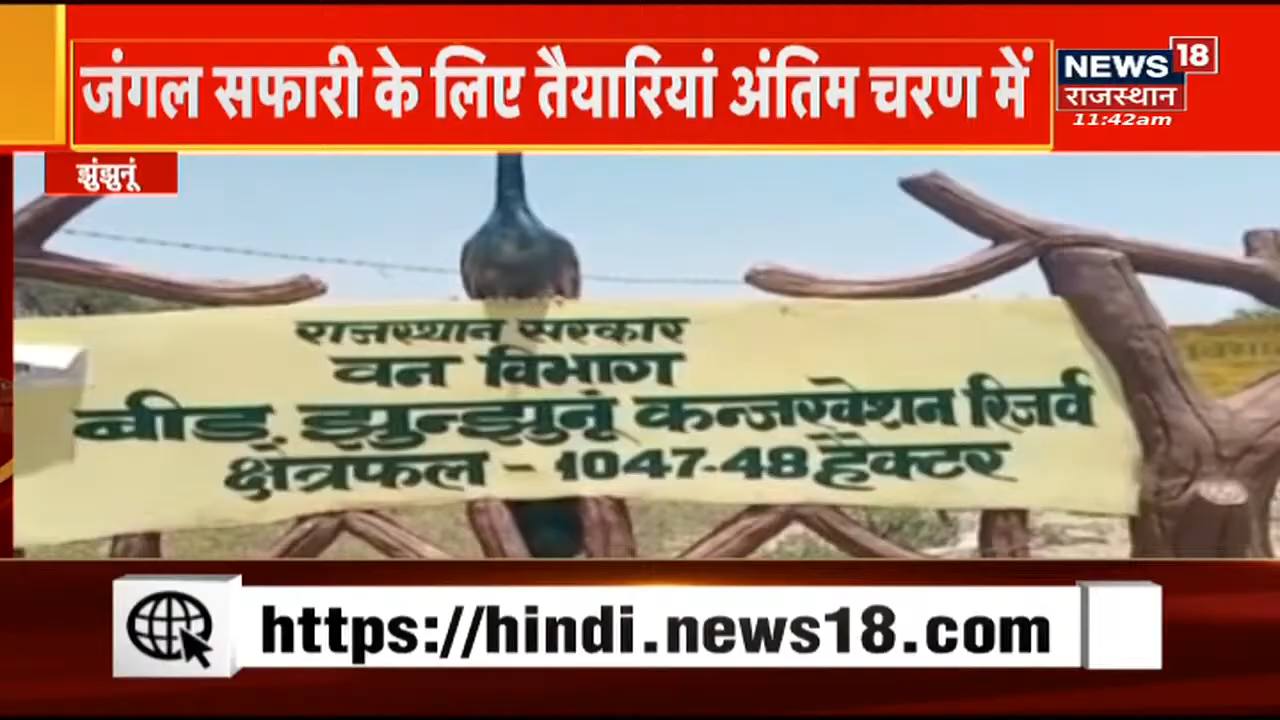 जंगल सफारी के लिए तैयारियां अंतिम चरण में
NEWS 18
राजस्थान
11:42am
झुंझुनूं
राजस्थान सरकार
वन विभाग
बीड़ झुन्झुनूं कन्जरवेशन रिजर्व
क्षेत्रफल - 1047-48 हेक्टर
https://hindi.news18.com